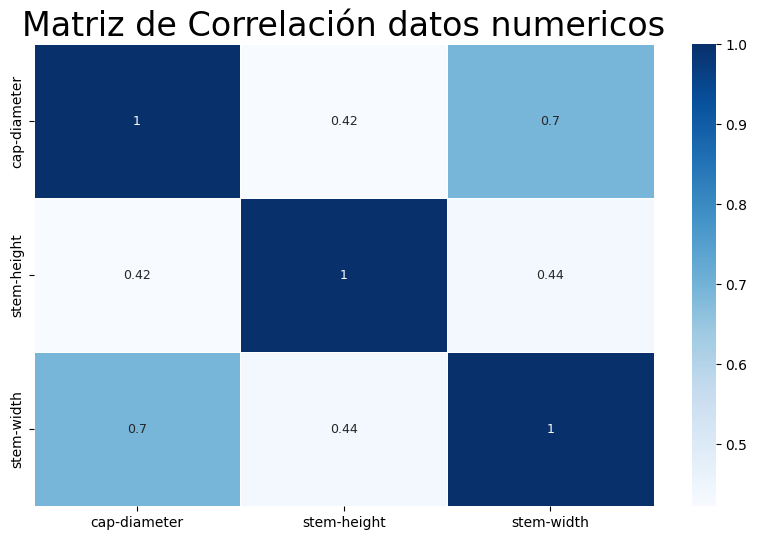 Matriz de Correlación datos numericos
cap-diameter
1
0.42
0.7
stem-height
0.42
1
0.44
stem-width
0.7
0.44
1
cap-diameter
stem-height
stem-width
1.0
0.9
0.8
0.7
0.6
0.5